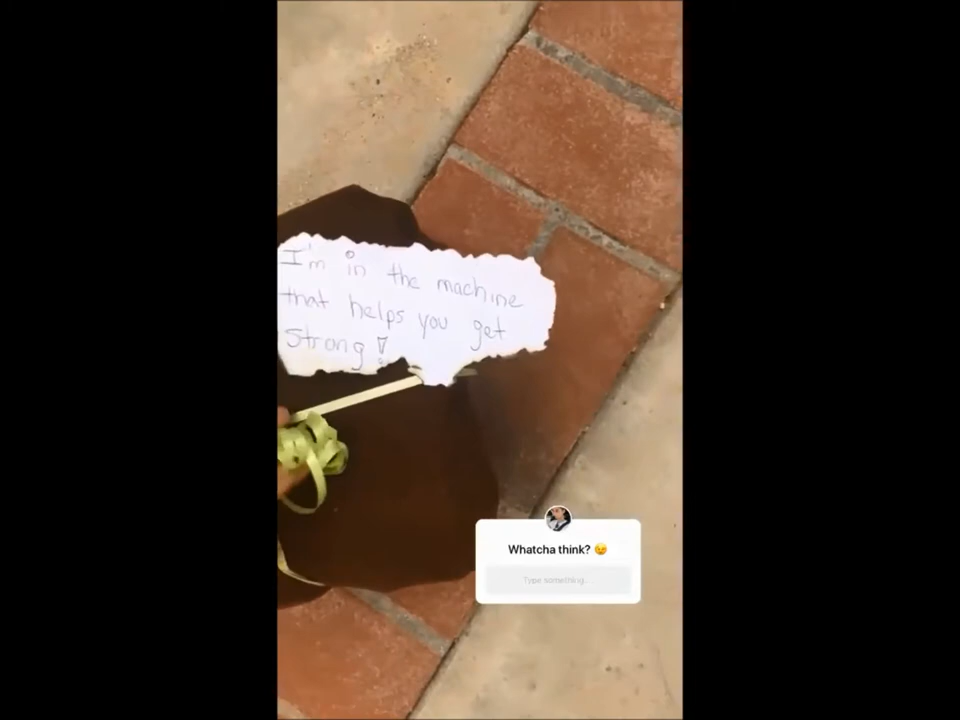 I'm in the machine
that helps you get
strong!
Whatcha think? 😉
Type something...